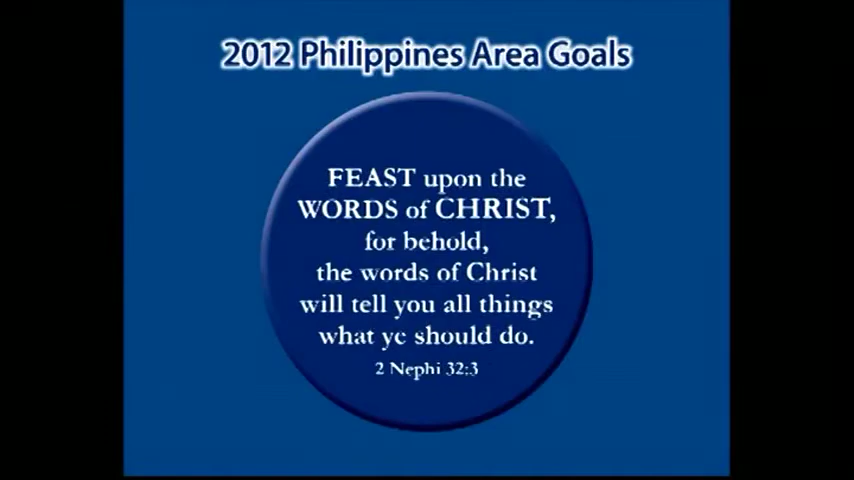 2012 Philippines Area Goals
FEAST upon the
WORDS of CHRIST,
for behold,
the words of Christ
will tell you all things
what ye should do.
2 Nephi 32:3